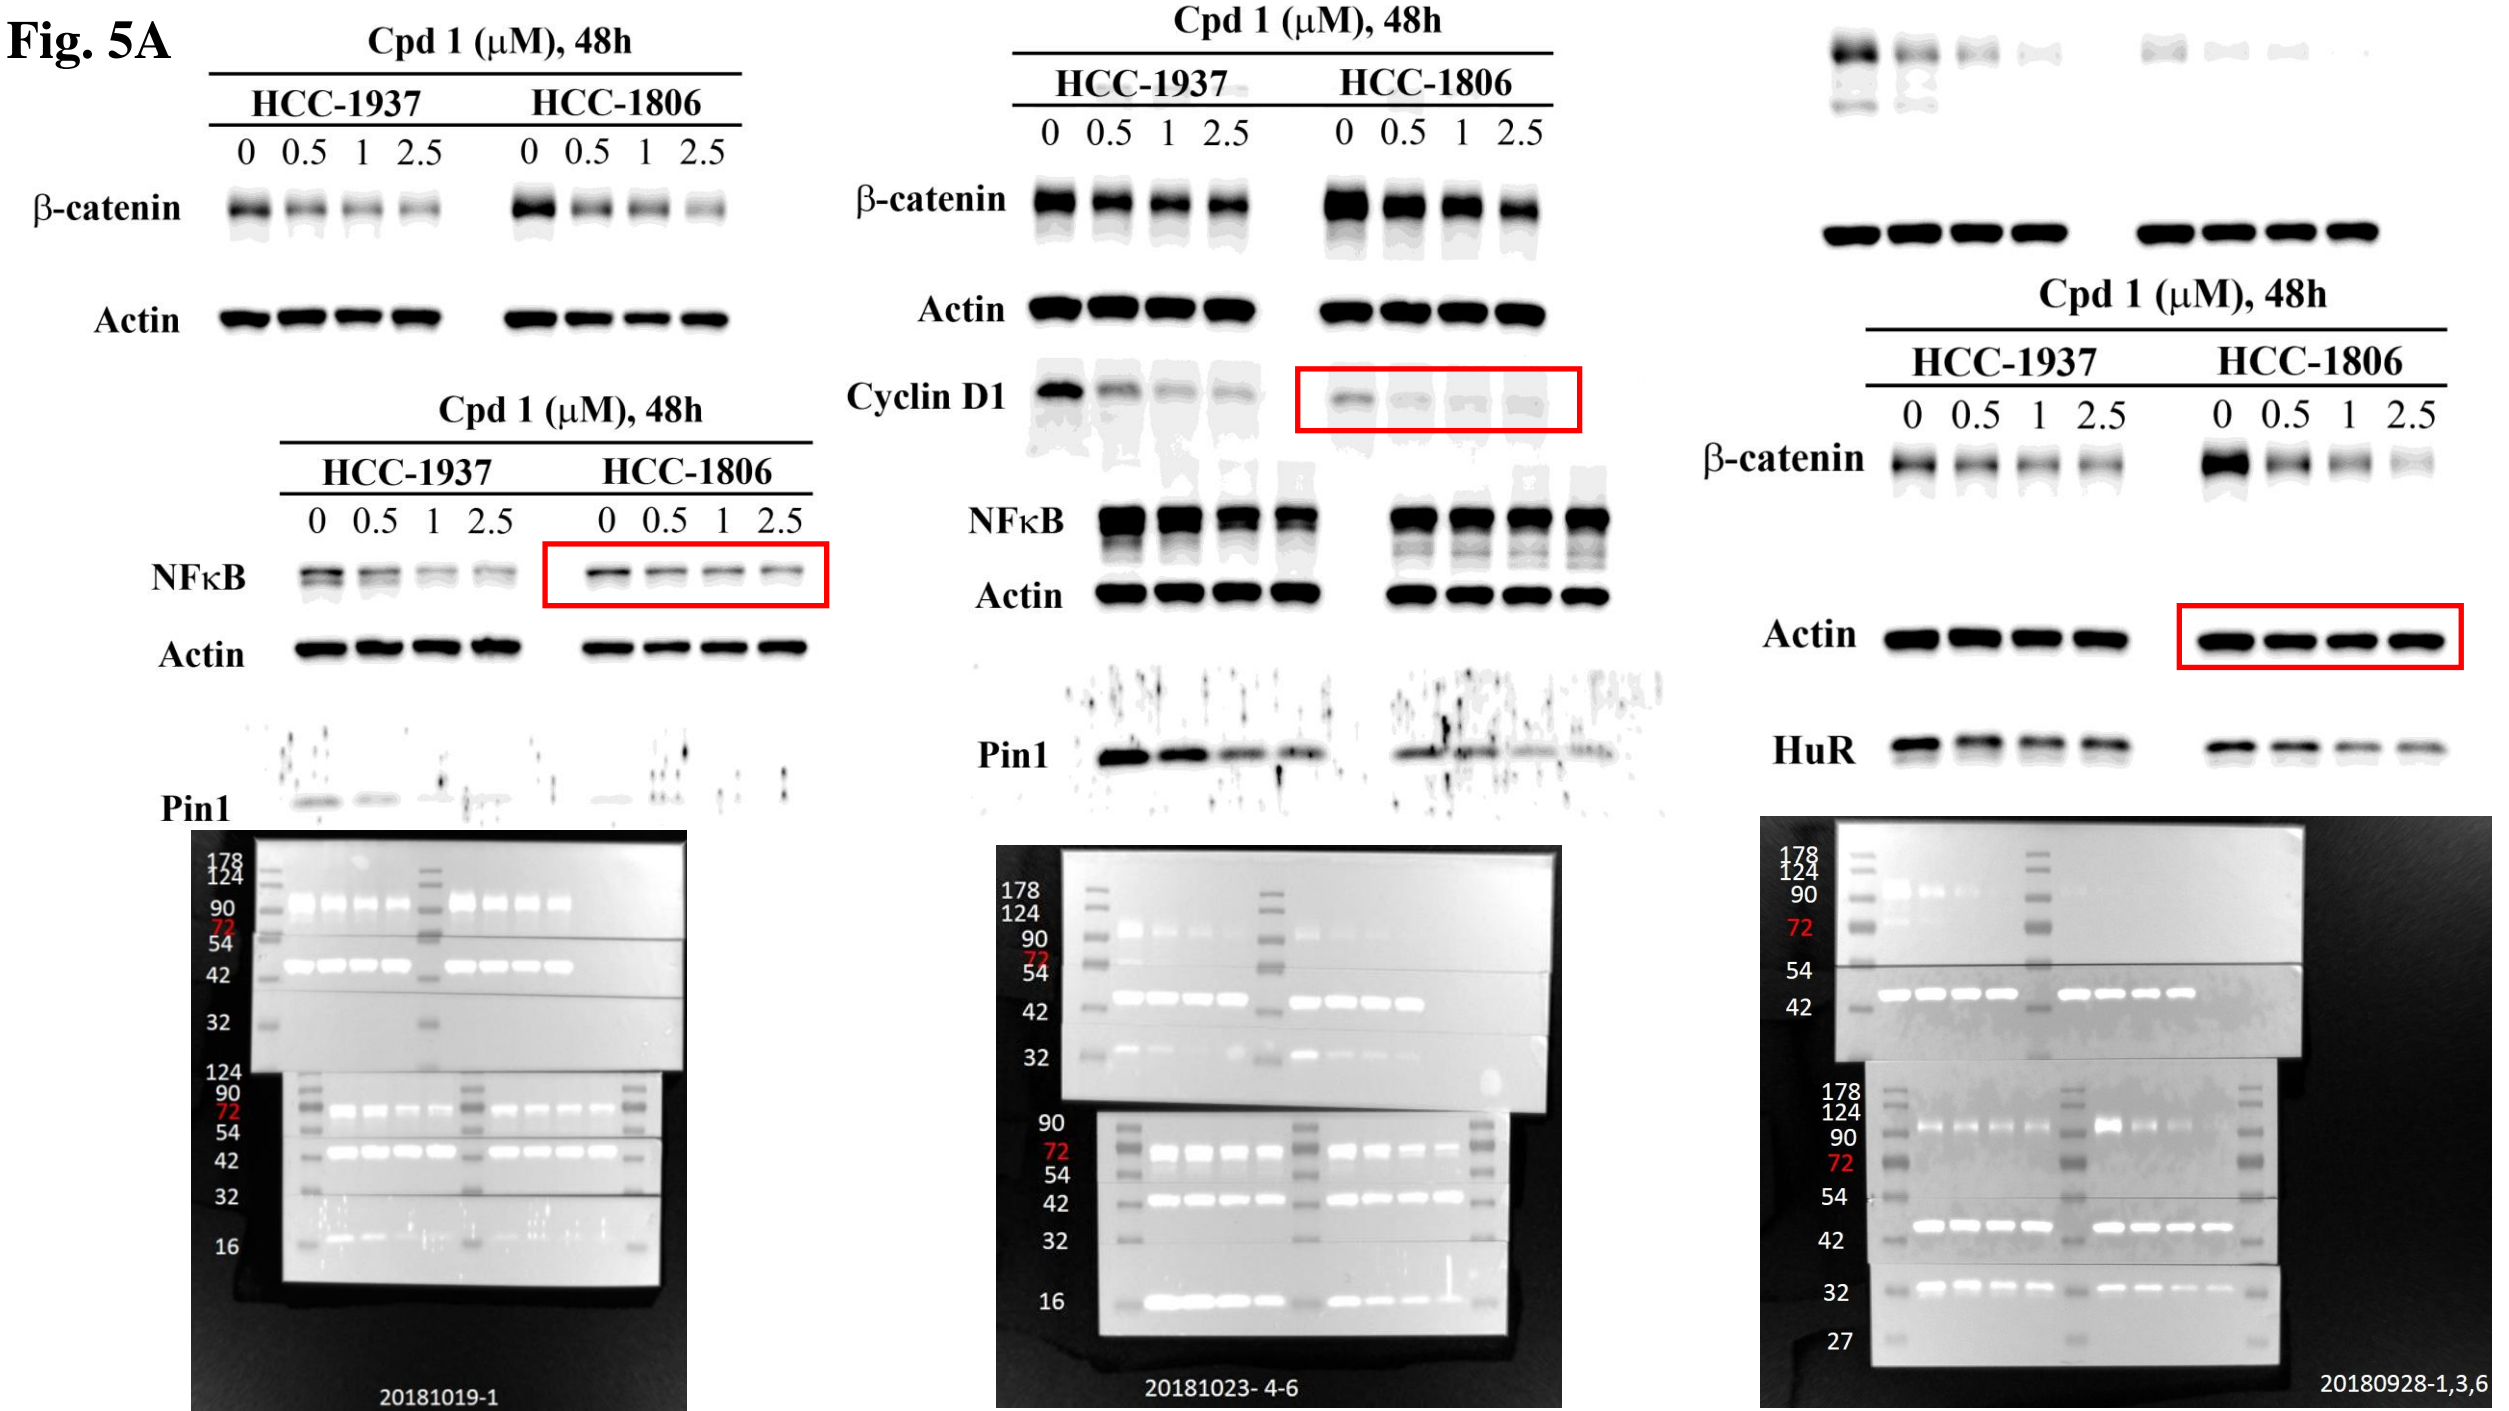 Fig. 5A
Cpd 1 (μM), 48h
HCC-1937 HCC-1806
0 0.5 1 2.5 0 0.5 1 2.5
β-catenin
Actin
Cpd 1 (μM), 48h
HCC-1937 HCC-1806
0 0.5 1 2.5 0 0.5 1 2.5
NFκB
Actin
Pin1
178
124
90
72
54
42
32
124
90
72
54
42
32
16
20181019-1
Cpd 1 (μM), 48h
HCC-1937 HCC-1806
0 0.5 1 2.5 0 0.5 1 2.5
β-catenin
Actin
Cyclin D1
NFκB
Actin
Pin1
178
124
90
72
54
42
32
90
72
54
42
32
16
20181023- 4-6
Cpd 1 (μM), 48h
HCC-1937 HCC-1806
0 0.5 1 2.5 0 0.5 1 2.5
β-catenin
Actin
HuR
178
124
90
72
54
42
178
124
90
72
54
42
32
27
20180928-1,3,6